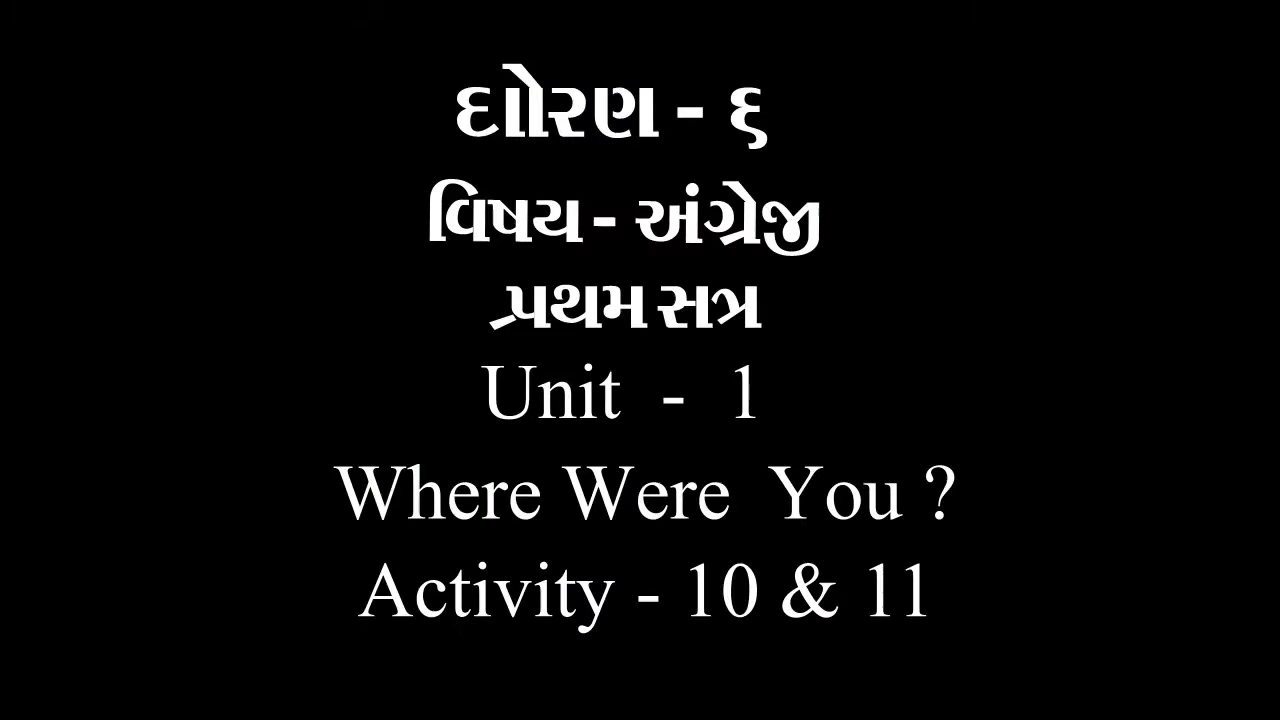 દાોરણ - ૬
વિષય - અંગ્રેજી
પ્રથમ સત્ર
Unit - 1
Where Were You ?
Activity - 10 & 11